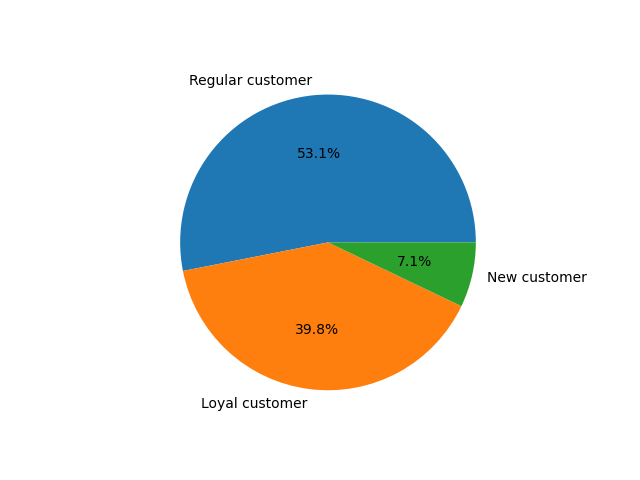 Regular customer
53.1%
7.1%
New customer
39.8%
Loyal customer